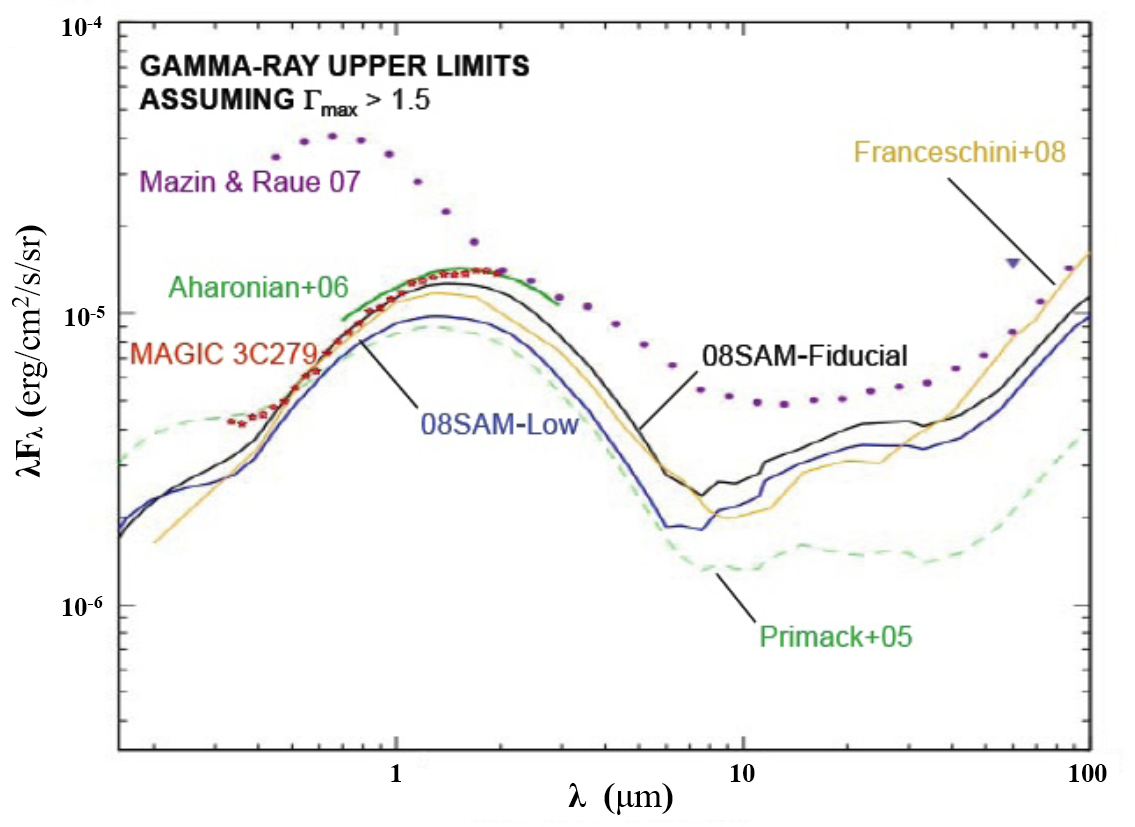 10-4
GAMMA-RAY UPPER LIMITS
ASSUMING Γmax > 1.5
Franceschini+08
Mazin & Raue 07
Aharonian+06
10-5
MAGIC 3C279
08SAM-Fiducial
08SAM-Low
10-6
Primack+05
λFλ (erg/cm2/s/sr)
1
10
100
λ (μm)